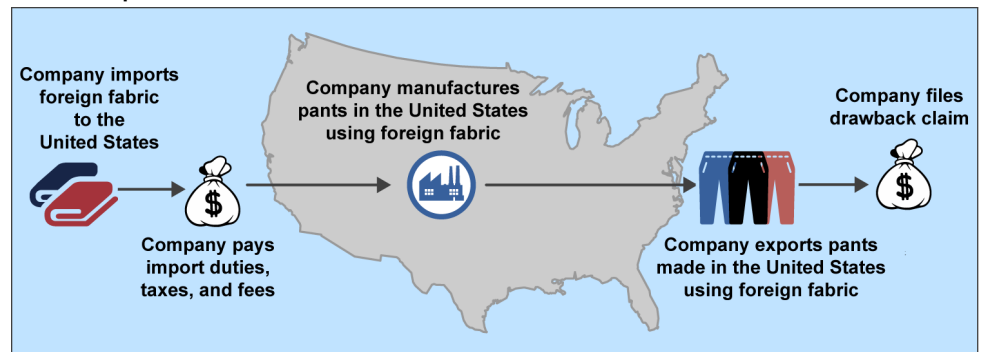 Company imports
foreign fabric
to the
United States
$
Company pays
import duties,
taxes, and fees
Company manufactures
pants in the United States
using foreign fabric
Company exports pants
made in the United States
using foreign fabric
Company files
drawback claim
$